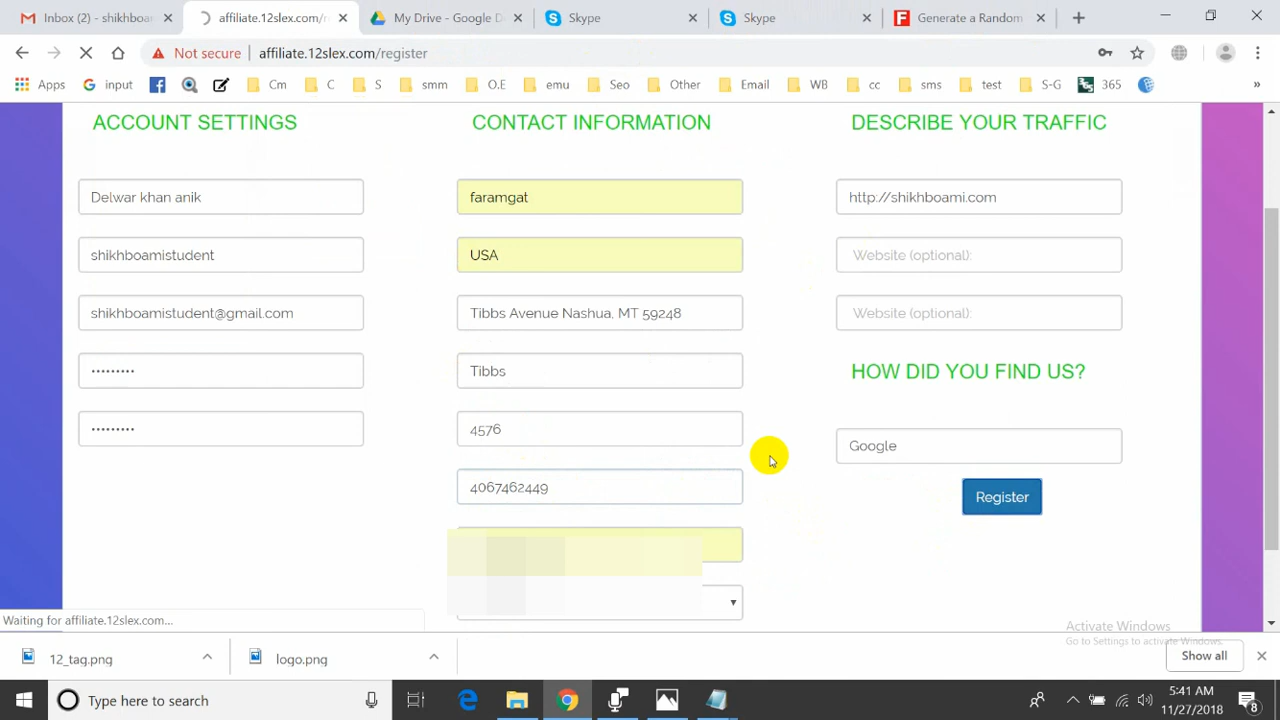 Inbox (2) - shikhboar
affiliate.12slex.com/r
My Drive - Google D
Skype
Skype
Generate a Random
Not secure
affiliate.12slex.com/register
Apps
input
Cm
C
S
smm
O.E
emu
Seo
Other
Email
WB
cc
sms
test
S-G
365
»
ACCOUNT SETTINGS
CONTACT INFORMATION
DESCRIBE YOUR TRAFFIC
Delwar khan anik
faramgat
http://shikhboami.com
shikhboamistudent
USA
Website (optional):
shikhboamistudent@gmail.com
Tibbs Avenue Nashua, MT 59248
Website (optional):
•••••••••
Tibbs
HOW DID YOU FIND US?
•••••••••
4576
Google
4067462449
Register
Waiting for affiliate.12slex.com...
Activate Windows
Go to Settings to activate Windows.
12_tag.png
logo.png
Show all
Type here to search
5:41 AM
11/27/2018
8